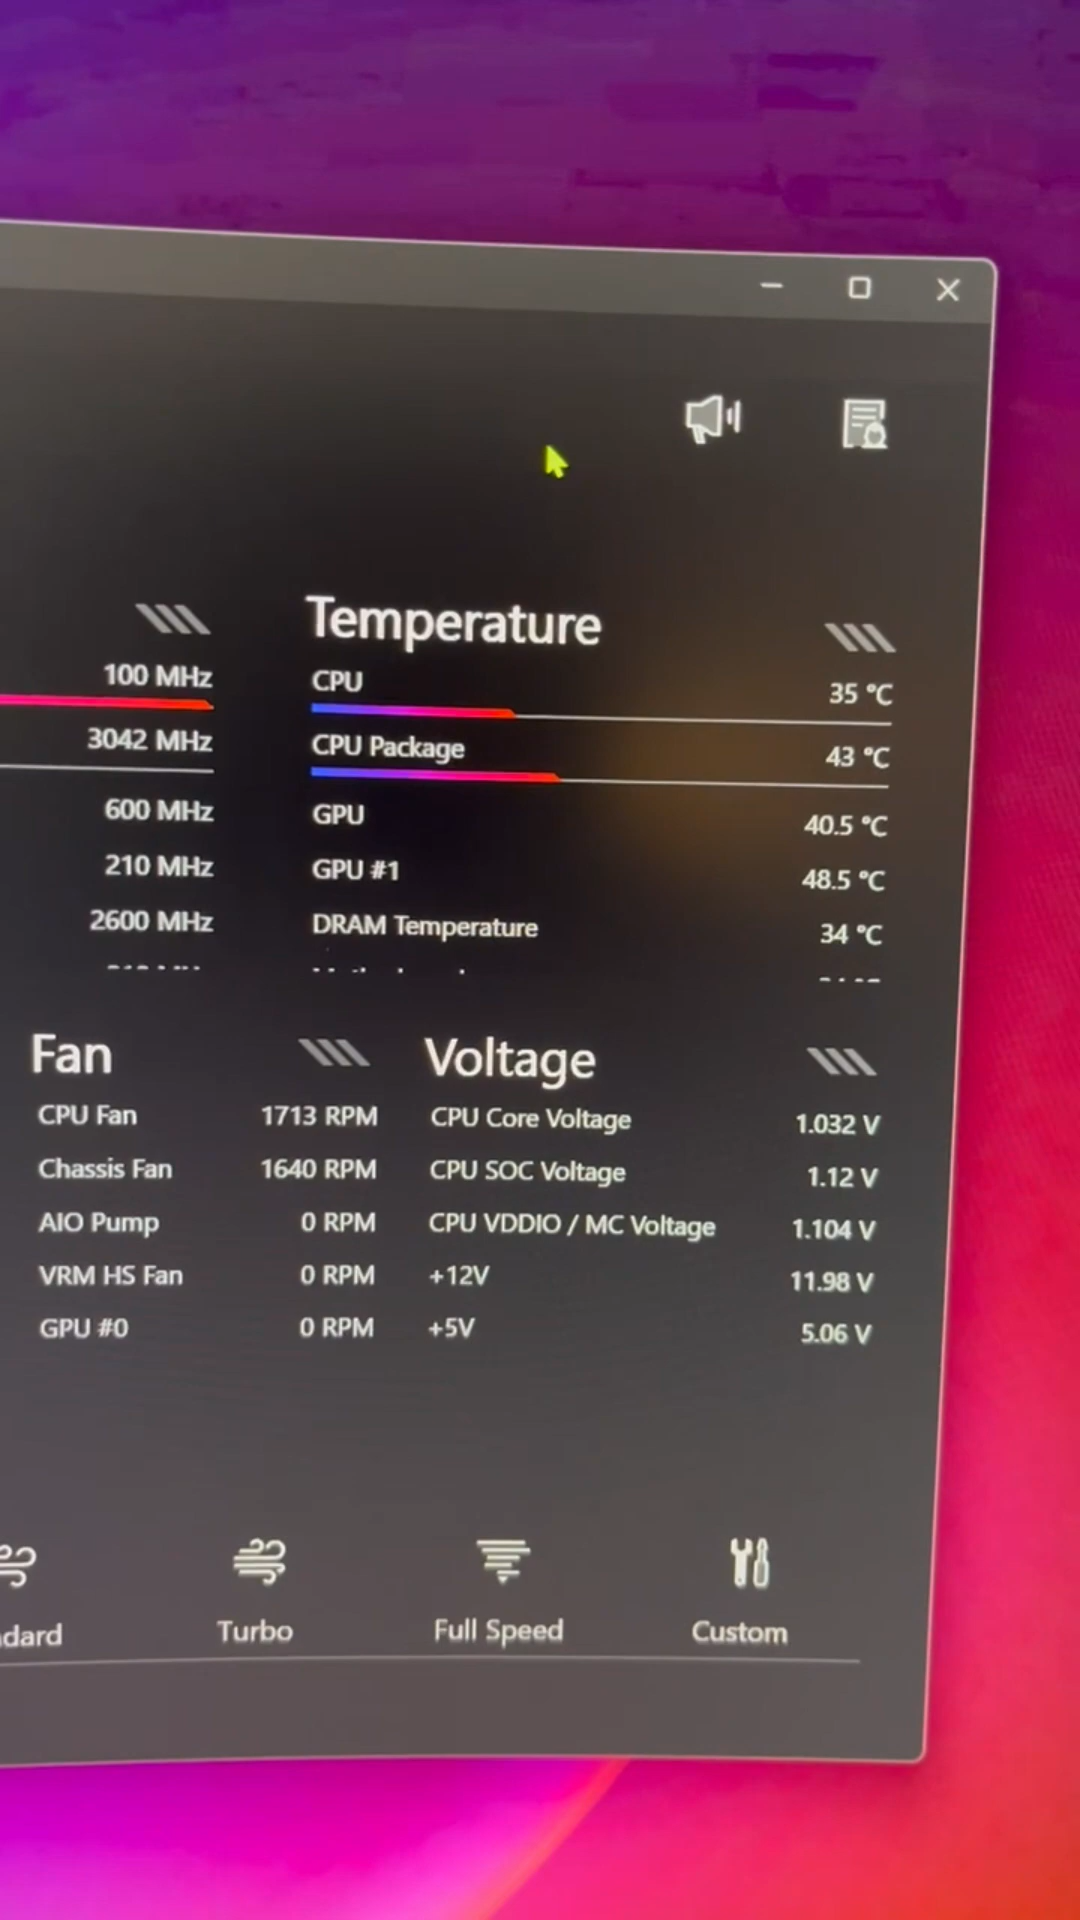 Temperature
100 MHz
3042 MHz
600 MHz
210 MHz
2600 MHz
CPU 35 °C
CPU Package 43 °C
GPU 40.5 °C
GPU #1 48.5 °C
DRAM Temperature 34 °C
Fan
CPU Fan 1713 RPM
Chassis Fan 1640 RPM
AIO Pump 0 RPM
VRM HS Fan 0 RPM
GPU #0 0 RPM
Voltage
CPU Core Voltage 1.032 V
CPU SOC Voltage 1.12 V
CPU VDDIO / MC Voltage 1.104 V
+12V 11.98 V
+5V 5.06 V
dard
Turbo
Full Speed
Custom